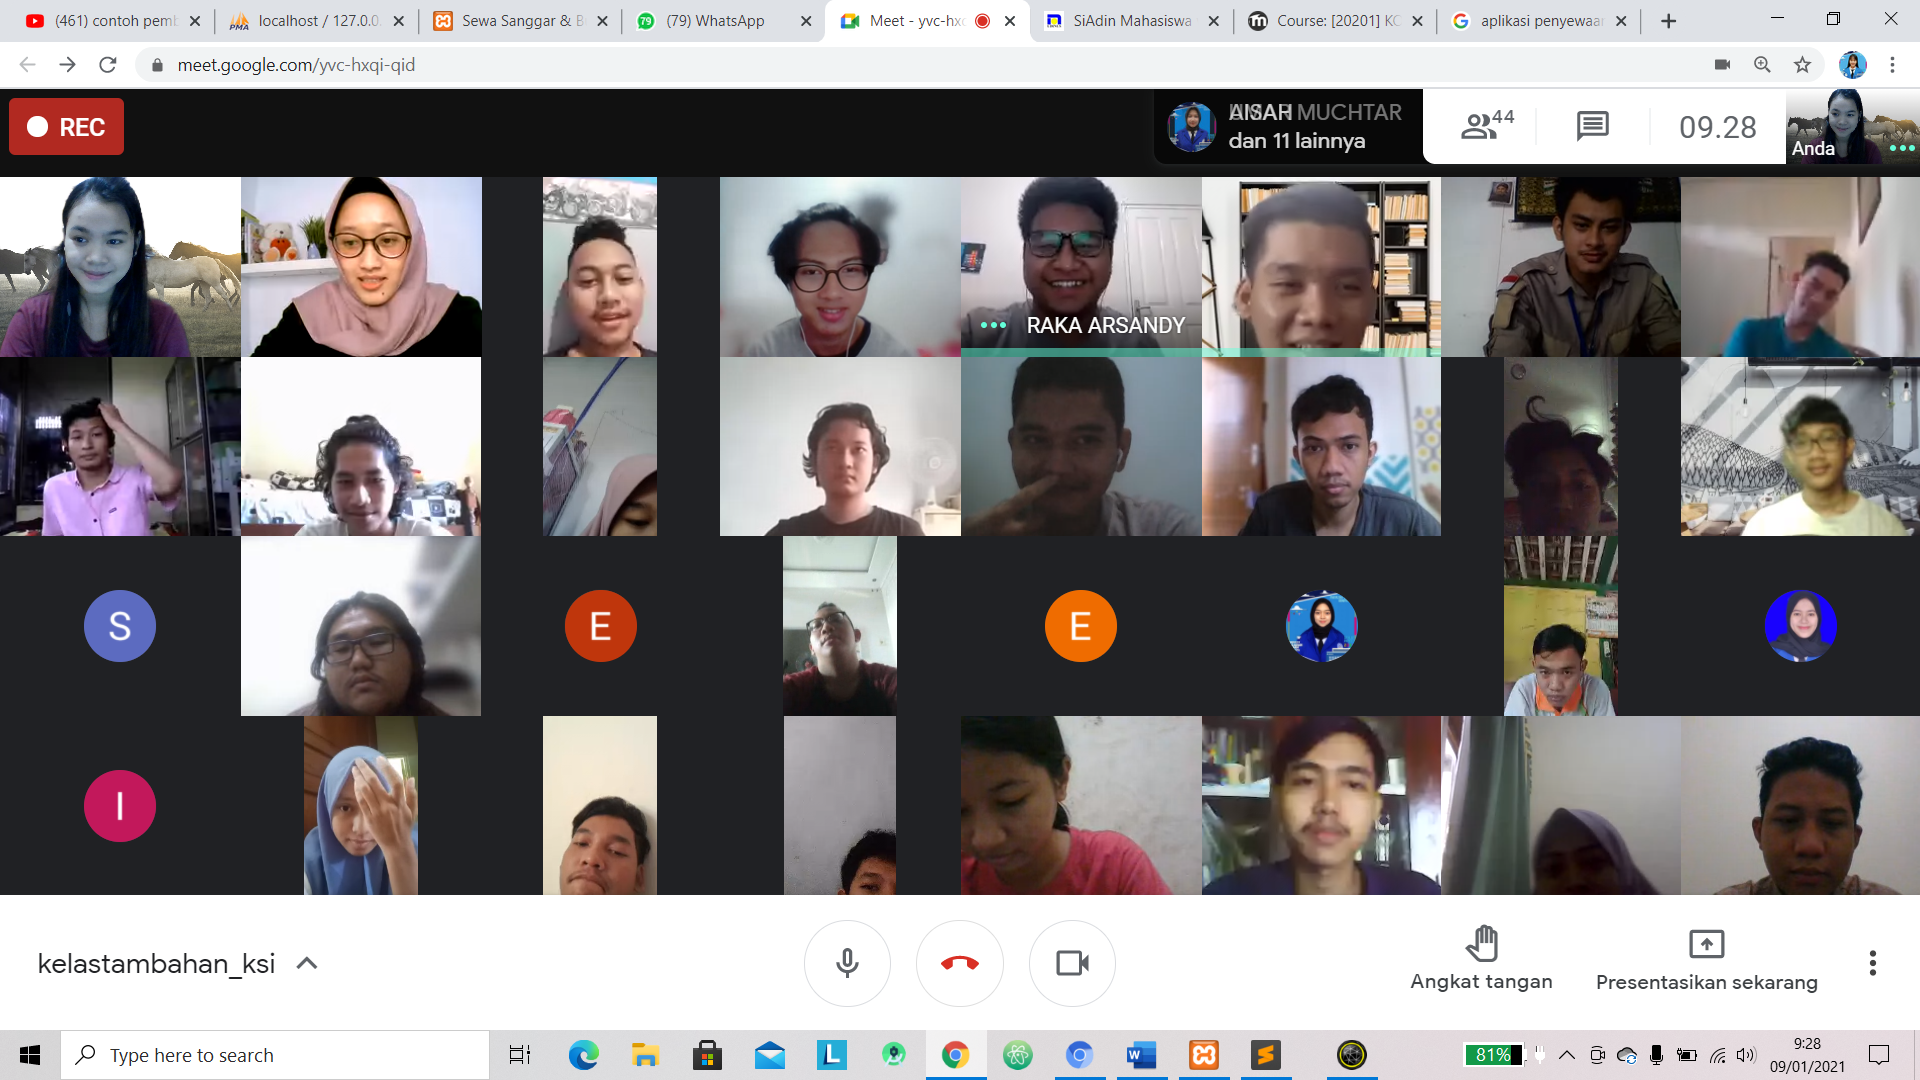 (461) contoh pemb
localhost / 127.0.0.
Sewa Sanggar & B
(79) WhatsApp
Meet - yvc-hxq
SiAdin Mahasiswa
Course: [20201] KC
aplikasi penyewaan
meet.google.com/yvc-hxqi-qid
REC
MUCHTAR
dan 11 lainnya
44
09.28
Anda
RAKA ARSANDY
S
E
E
I
kelastambahan_ksi
Angkat tangan
Presentasikan sekarang
Type here to search
81%
9:28
09/01/2021